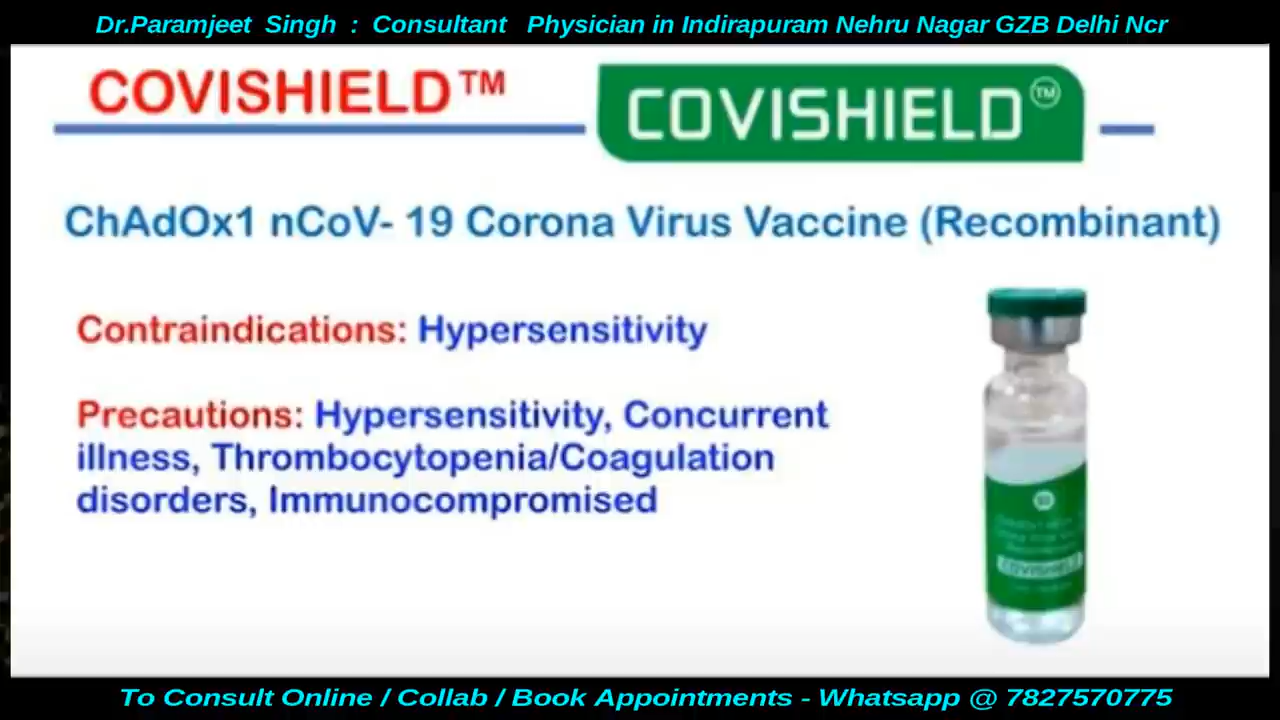 Dr.Paramjeet Singh : Consultant Physician in Indirapuram Nehru Nagar GZB Delhi Ncr
COVISHIELD™
COVISHIELD™
ChAdOx1 nCoV- 19 Corona Virus Vaccine (Recombinant)
Contraindications: Hypersensitivity
Precautions: Hypersensitivity, Concurrent
illness, Thrombocytopenia/Coagulation
disorders, Immunocompromised
COVISHIELD
To Consult Online / Collab / Book Appointments - Whatsapp @ 7827570775